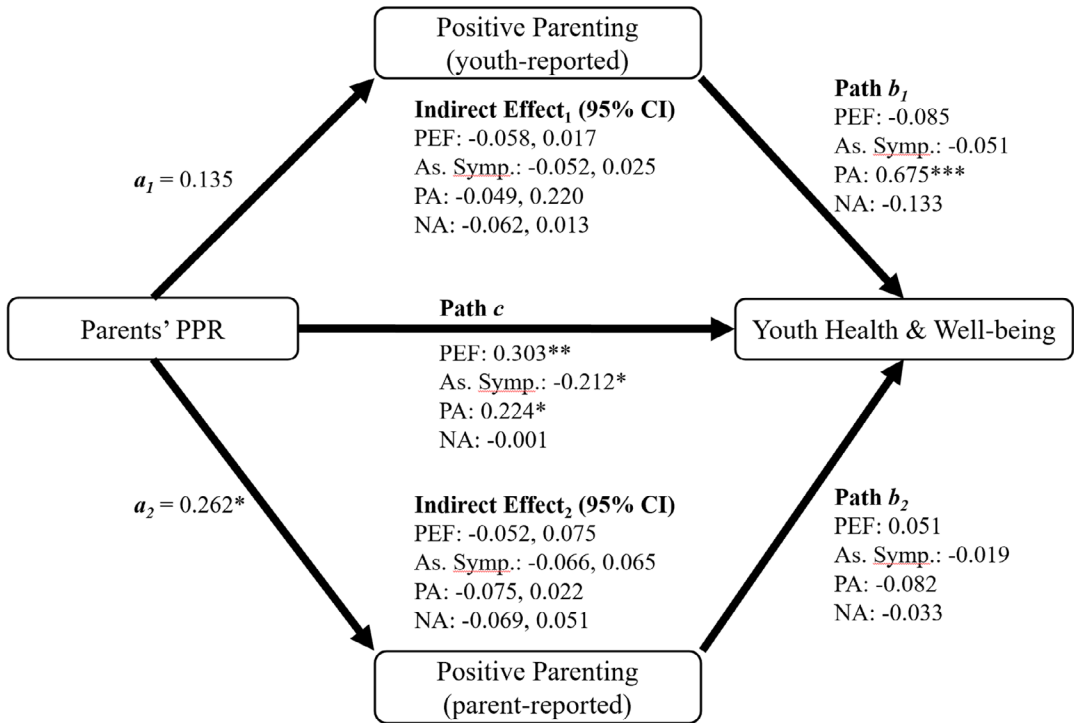 Positive Parenting
(youth-reported)
Indirect Effect₁ (95% CI)
PEF: -0.058, 0.017
As. Symp.: -0.052, 0.025
PA: -0.049, 0.220
NA: -0.062, 0.013
Path b₁
PEF: -0.085
As. Symp.: -0.051
PA: 0.675***
NA: -0.133
a₁ = 0.135
Parents’ PPR
Path c
PEF: 0.303**
As. Symp.: -0.212*
PA: 0.224*
NA: -0.001
Youth Health & Well-being
a₂ = 0.262*
Indirect Effect₂ (95% CI)
PEF: -0.052, 0.075
As. Symp.: -0.066, 0.065
PA: -0.075, 0.022
NA: -0.069, 0.051
Path b₂
PEF: 0.051
As. Symp.: -0.019
PA: -0.082
NA: -0.033
Positive Parenting
(parent-reported)